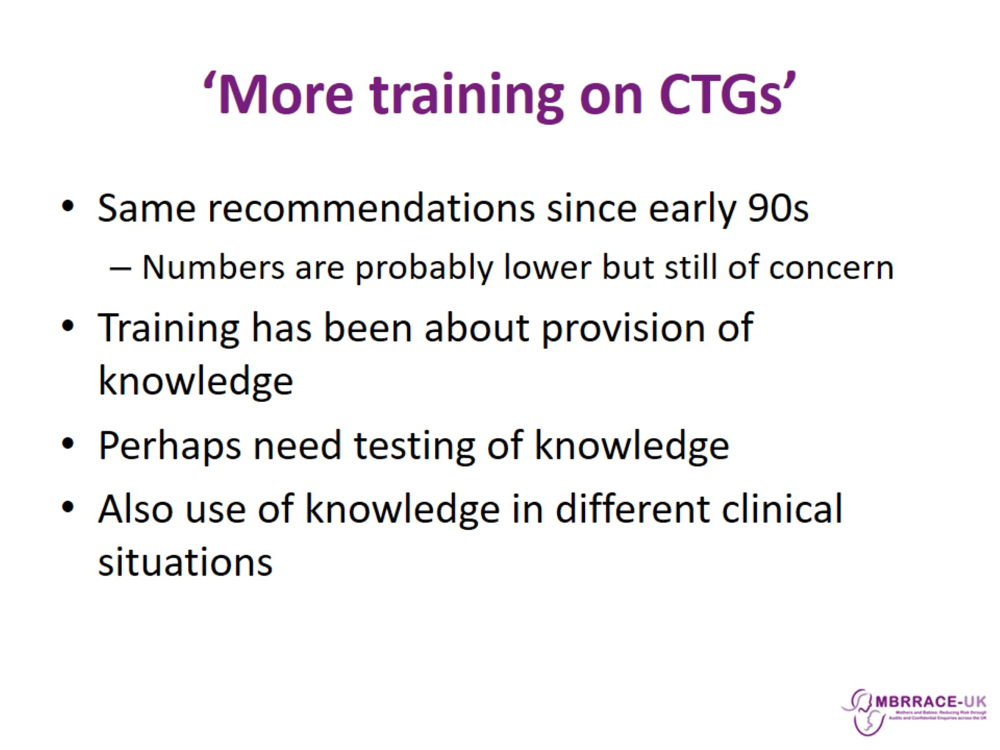 ‘More training on CTGs’
• Same recommendations since early 90s
– Numbers are probably lower but still of concern
• Training has been about provision of
knowledge
• Perhaps need testing of knowledge
• Also use of knowledge in different clinical
situations
MBRRACE-UK
Mothers and Babies: Reducing Risk through
Audits and Confidential Enquiries across the UK